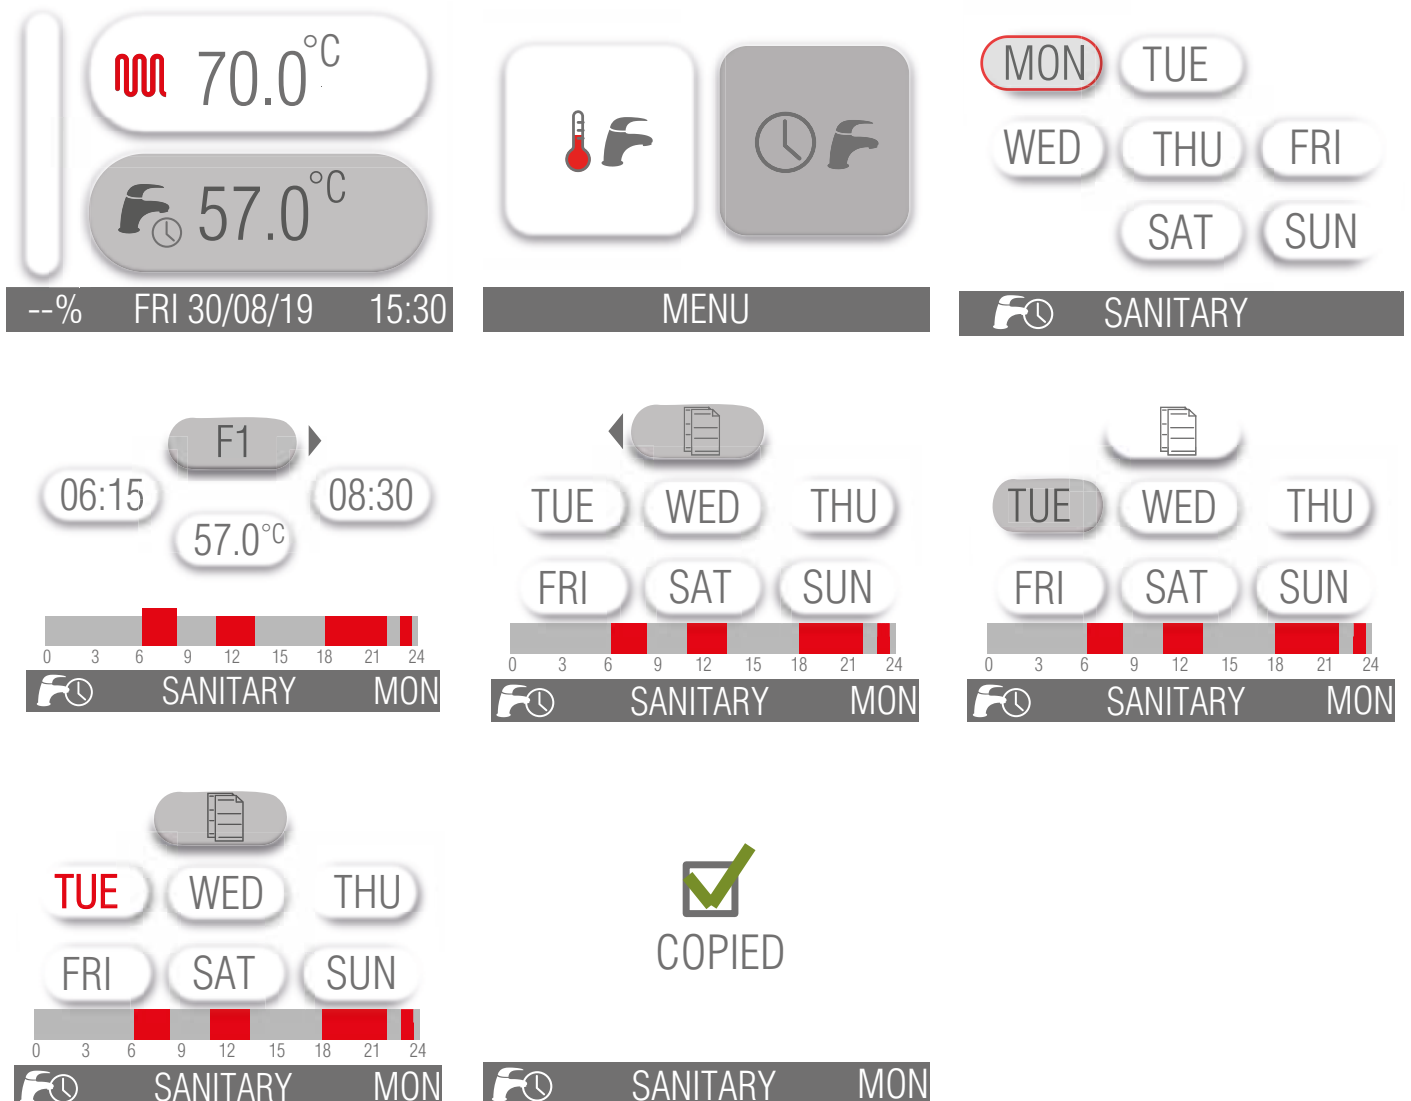 70.0°C
57.0°C
--% FRI 30/08/19 15:30
MENU
MON TUE
WED THU FRI
SAT SUN
SANITARY
F1
06:15 08:30
57.0°C
0 3 6 9 12 15 18 21 24
SANITARY MON
TUE WED THU
FRI SAT SUN
0 3 6 9 12 15 18 21 24
SANITARY MON
TUE WED THU
FRI SAT SUN
0 3 6 9 12 15 18 21 24
SANITARY MON
TUE WED THU
FRI SAT SUN
0 3 6 9 12 15 18 21 24
SANITARY MON
COPIED
SANITARY MON